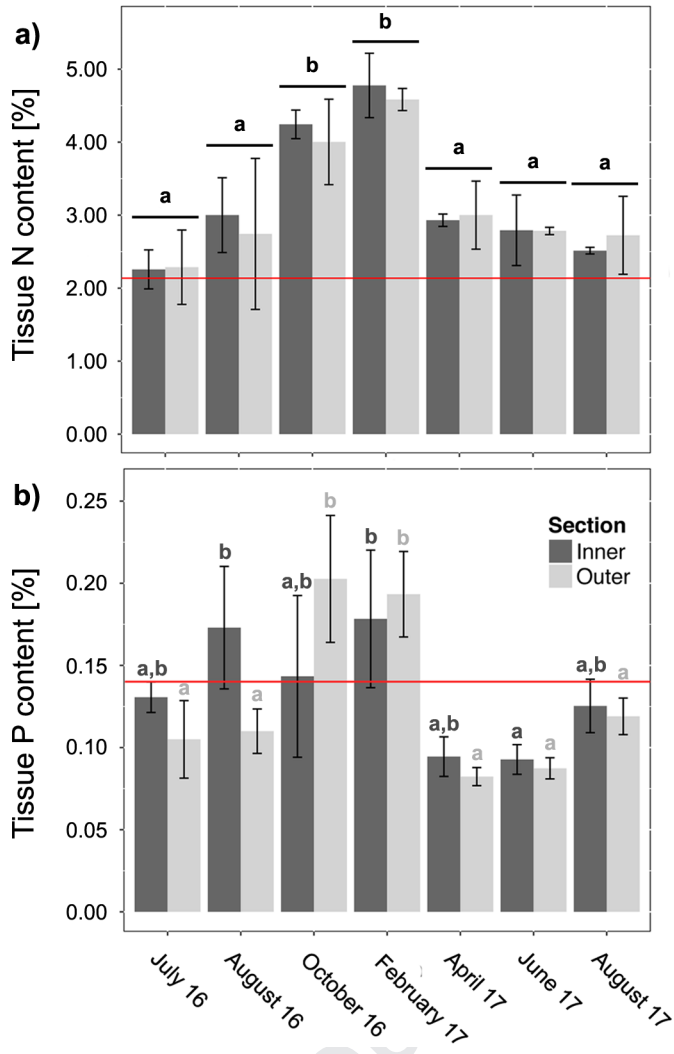 a)
Tissue N content [%]
5.00
4.00
3.00
2.00
1.00
0.00
a
a
b
b
a
a
a
b)
Tissue P content [%]
0.25
0.20
0.15
0.10
0.05
0.00
a,b
a
b
a
a,b
b
b
b
a,b
a
a
a
a,b
a
Section
Inner
Outer
July 16
August 16
October 16
February 17
April 17
June 17
August 17